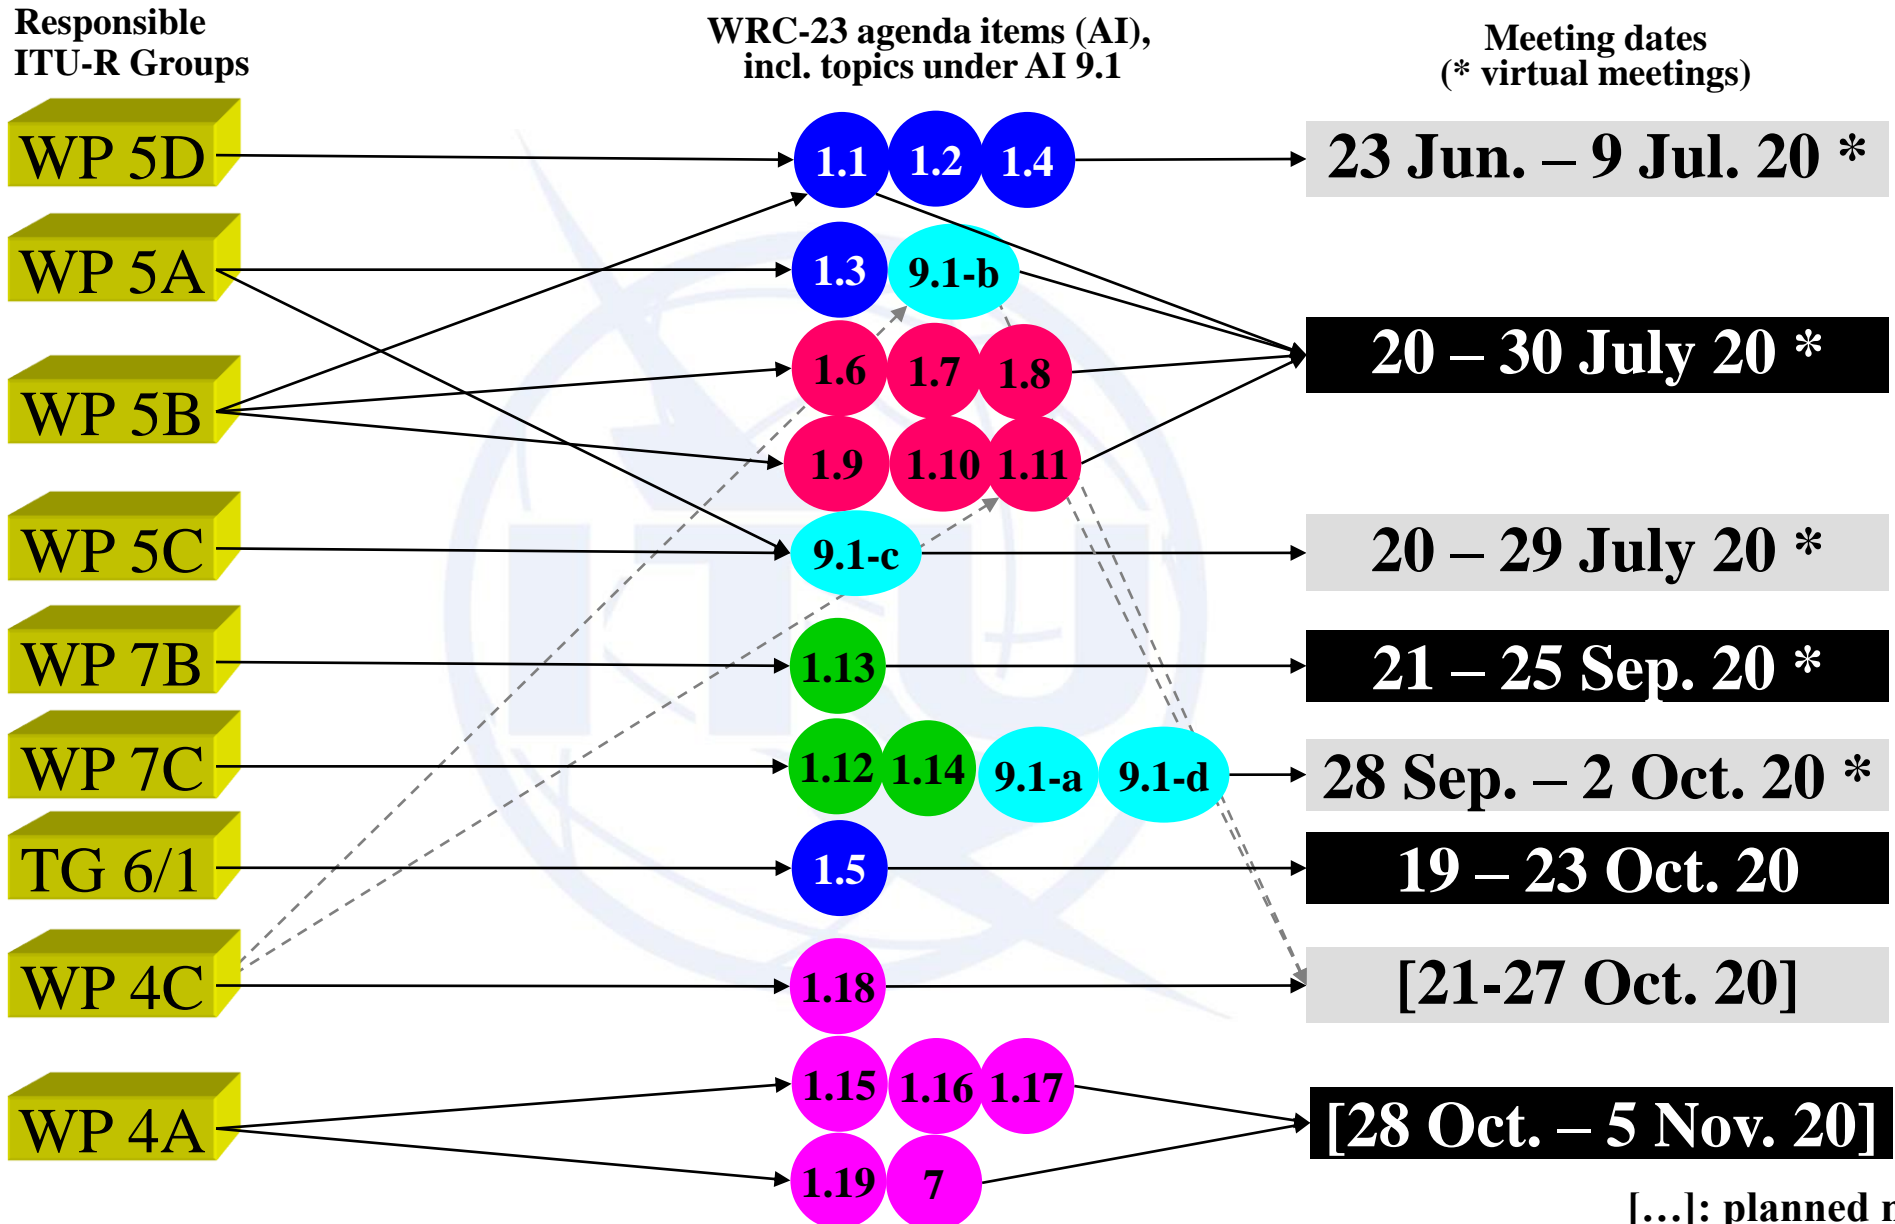 Responsible
ITU-R Groups
WRC-23 agenda items (AI),
incl. topics under AI 9.1
Meeting dates
(* virtual meetings)
WP 5D
1.1 1.2 1.4
23 Jun. – 9 Jul. 20 *
WP 5A
1.3 9.1-b
20 – 30 July 20 *
WP 5B
1.6 1.7 1.8
1.9 1.10 1.11
WP 5C
9.1-c
20 – 29 July 20 *
WP 7B
1.13
21 – 25 Sep. 20 *
WP 7C
1.12 1.14 9.1-a 9.1-d
28 Sep. – 2 Oct. 20 *
TG 6/1
1.5
19 – 23 Oct. 20
WP 4C
1.18
[21-27 Oct. 20]
WP 4A
1.15 1.16 1.17
1.19 7
[28 Oct. – 5 Nov. 20]
[…]: planned
ITU